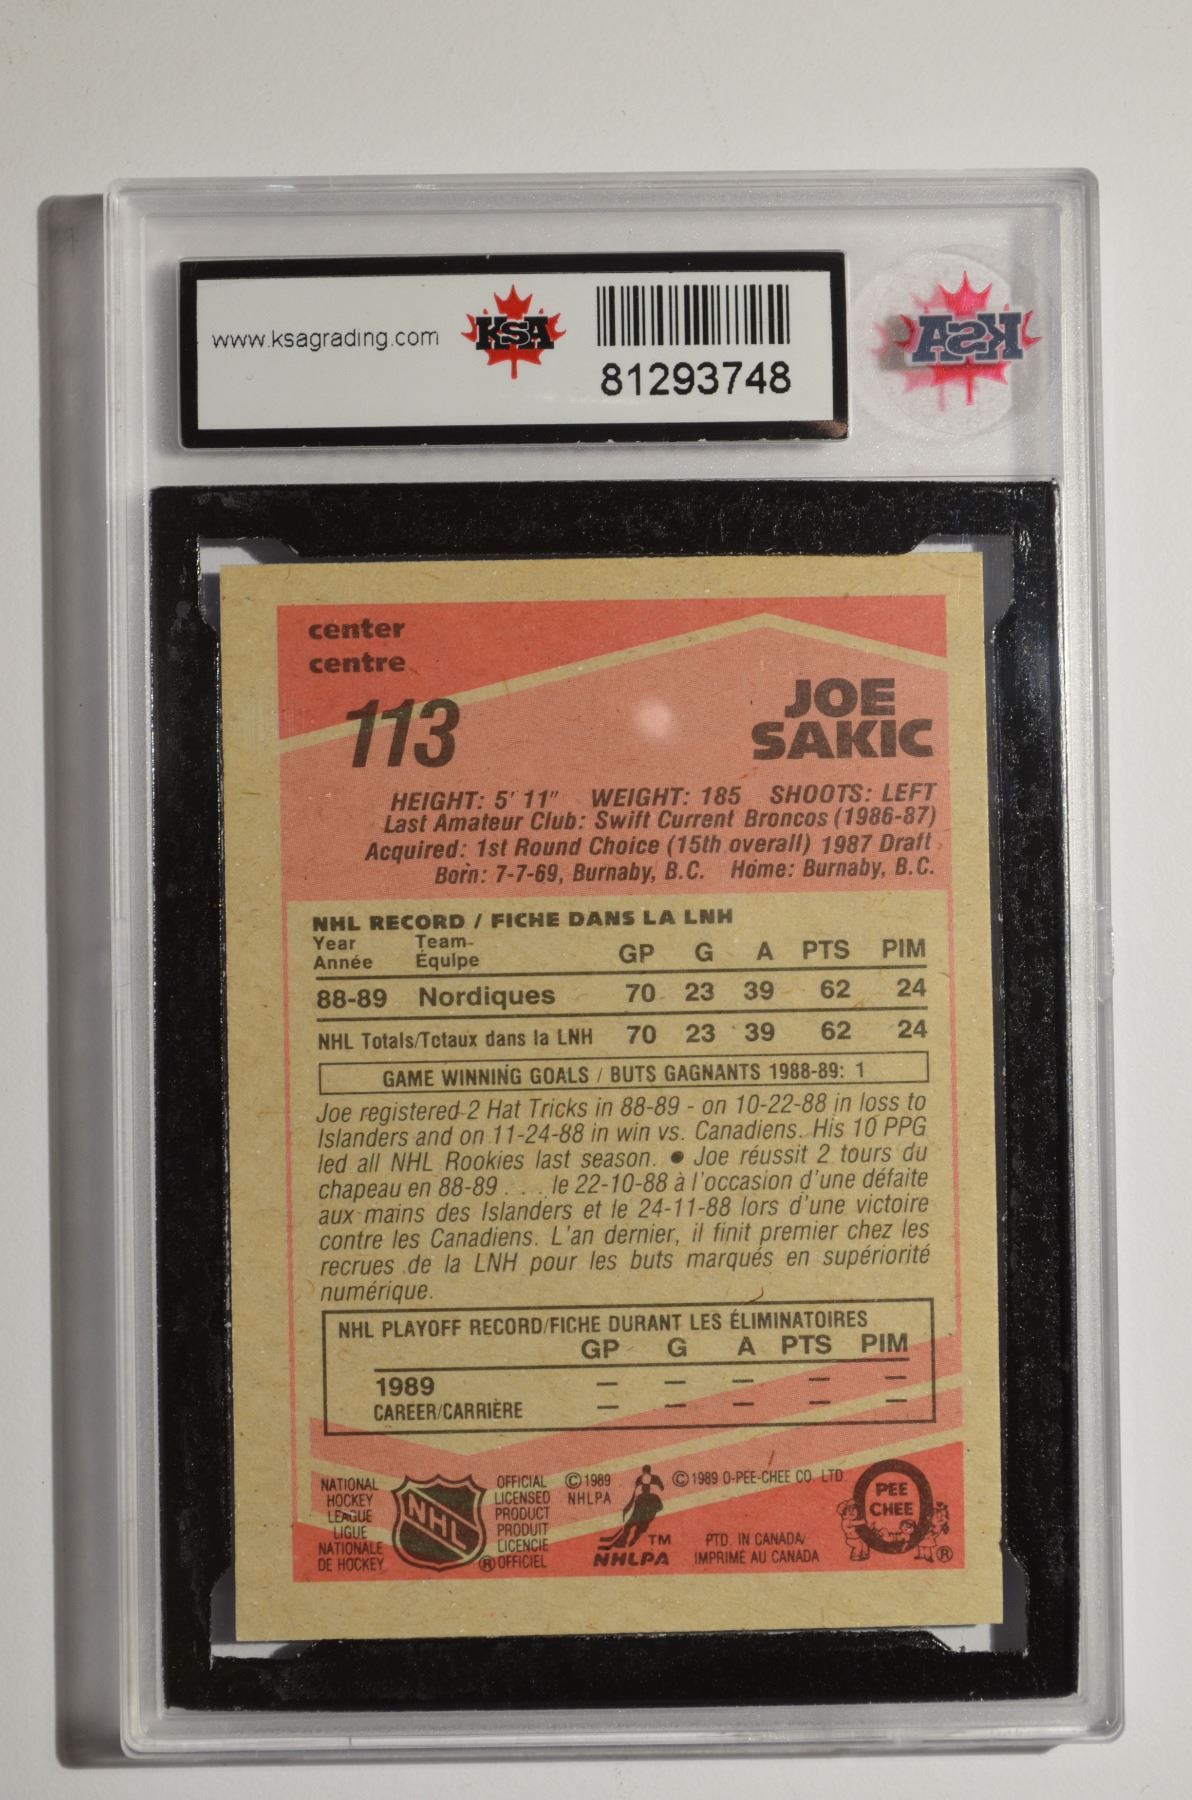 www.ksagrading.com
KSA
81293748
KSA
center
centre
113
JOE
SAKIC
HEIGHT: 5' 11" WEIGHT: 185 SHOOTS: LEFT
Last Amateur Club: Swift Current Broncos (1986-87)
Acquired: 1st Round Choice (15th overall) 1987 Draft
Born: 7-7-69, Burnaby, B.C. Home: Burnaby, B.C.
NHL RECORD / FICHE DANS LA LNH
Year Team GP G A PTS PIM
Année Équipe
88-89 Nordiques 70 23 39 62 24
NHL Totals/Totaux dans la LNH 70 23 39 62 24
GAME WINNING GOALS / BUTS GAGNANTS 1988-89: 1
Joe registered 2 Hat Tricks in 88-89 - on 10-22-88 in loss to
Islanders and on 11-24-88 in win vs. Canadiens. His 10 PPG
led all NHL Rookies last season. ● Joe réussit 2 tours du
chapeau en 88-89 . . . le 22-10-88 à l'occasion d'une défaite
aux mains des Islanders et le 24-11-88 lors d'une victoire
contre les Canadiens. L'an dernier, il finit premier chez les
recrues de la LNH pour les buts marqués en supériorité
numérique.
NHL PLAYOFF RECORD/FICHE DURANT LES ÉLIMINATOIRES
GP G A PTS PIM
1989 — — — — —
CAREER/CARRIÈRE — — — — —
NATIONAL
HOCKEY
LEAGUE
LIGUE
NATIONALE
DE HOCKEY
NHL
®
OFFICIAL
LICENSED
PRODUCT
PRODUIT
LICENCIE
OFFICIEL
© 1989
NHLPA
TM
NHLPA
© 1989 O-PEE-CHEE CO. LTD.
PTD. IN CANADA/
IMPRIMÉ AU CANADA
O
PEE
CHEE
®